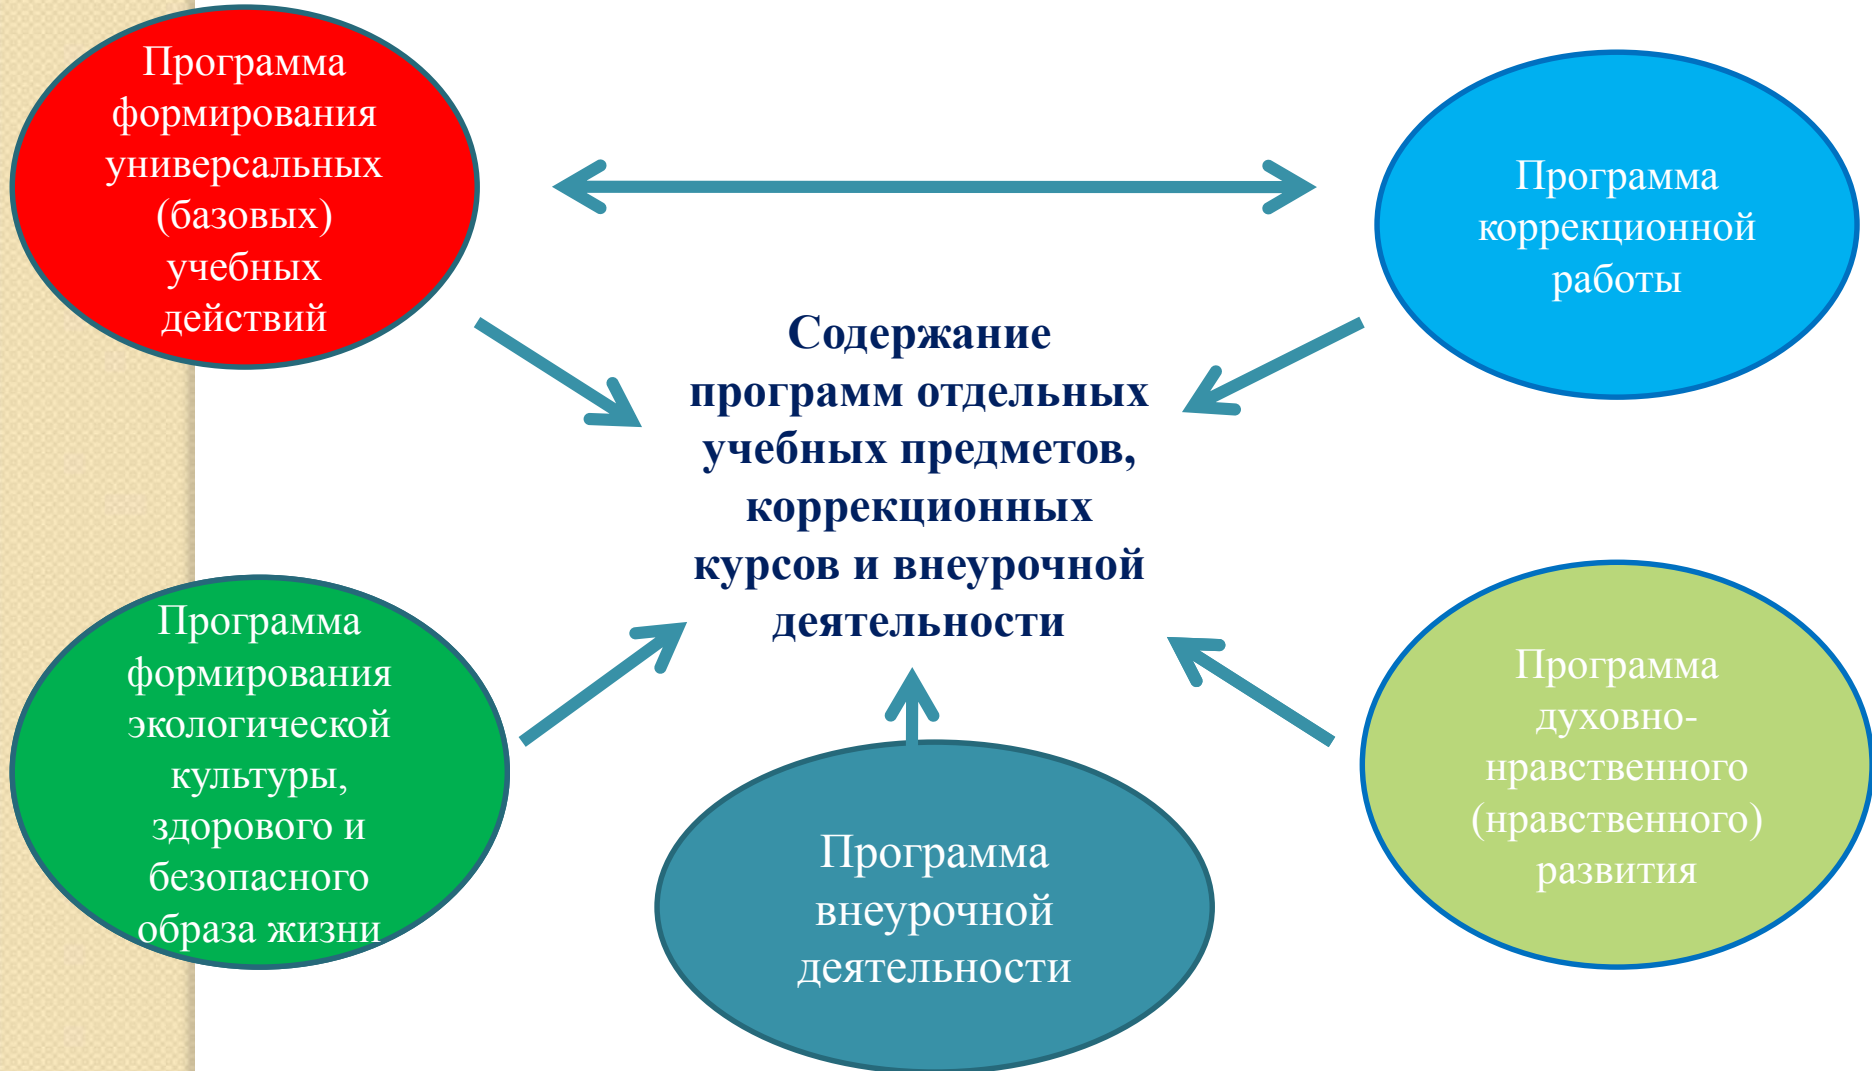 Программа
формирования
универсальных
(базовых)
учебных
действий
Программа
коррекционной
работы
Содержание
программ отдельных
учебных предметов,
коррекционных
курсов и внеурочной
деятельности
Программа
формирования
экологической
культуры,
здорового и
безопасного
образа жизни
Программа
внеурочной
деятельности
Программа
духовно-
нравственного
(нравственного)
развития